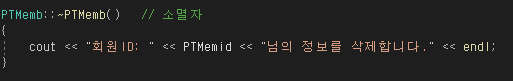 PTMemb::~PTMemb()   // 소멸자
{
    cout << "회원ID: " << PTMemid << "님의 정보를 삭제합니다." << endl;
}